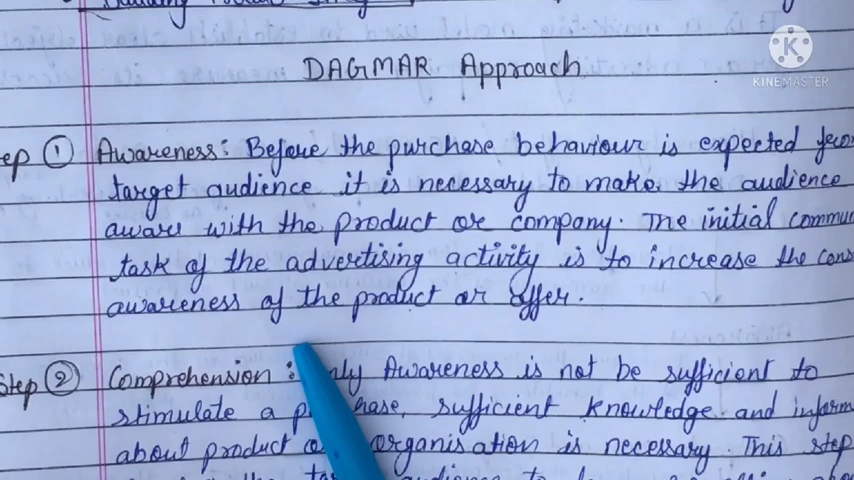 DAGMAR Approach
K
KINEMASTER
ep ① Awareness: Before the purchase behaviour is expected
target audience it is necessary to make the audience
aware with the product or company. The initial commu
task of the advertising activity is to increase the cons
awareness of the product or offer.
Step ② Comprehension: Awareness is not be sufficient to
stimulate a sufficient knowledge and inform
about product organisation is necessary. This step